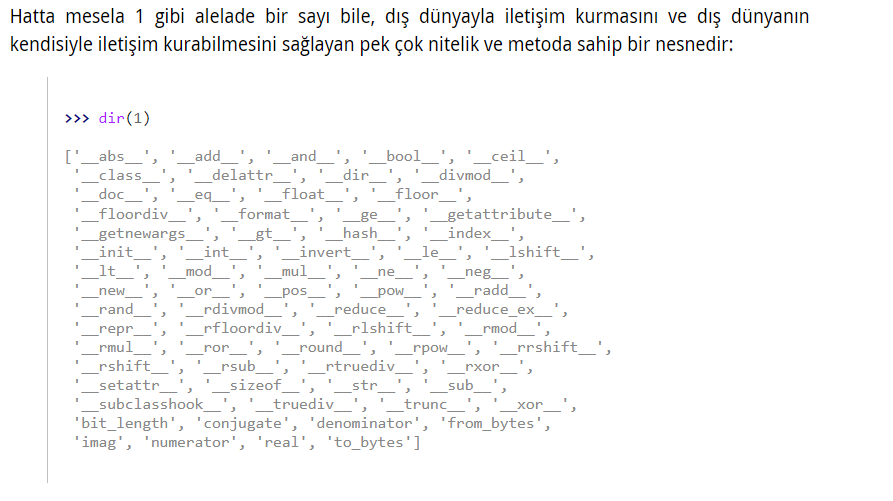 Hatta mesela 1 gibi alelade bir sayı bile, dış dünyayla iletişim kurmasını ve dış dünyanın
kendisiyle iletişim kurabilmesini sağlayan pek çok nitelik ve metoda sahip bir nesnedir:
>>> dir(1)
['__abs__', '__add__', '__and__', '__bool__', '__ceil__',
'__class__', '__delattr__', '__dir__', '__divmod__',
'__doc__', '__eq__', '__float__', '__floor__',
'__floordiv__', '__format__', '__ge__', '__getattribute__',
'__getnewargs__', '__gt__', '__hash__', '__index__',
'__init__', '__int__', '__invert__', '__le__', '__lshift__',
'__lt__', '__mod__', '__mul__', '__ne__', '__neg__',
'__new__', '__or__', '__pos__', '__pow__', '__radd__',
'__rand__', '__rdivmod__', '__reduce__', '__reduce_ex__',
'__repr__', '__rfloordiv__', '__rlshift__', '__rmod__',
'__rmul__', '__ror__', '__round__', '__rpow__', '__rrshift__',
'__rshift__', '__rsub__', '__rtruediv__', '__rxor__',
'__setattr__', '__sizeof__', '__str__', '__sub__',
'__subclasshook__', '__truediv__', '__trunc__', '__xor__',
'bit_length', 'conjugate', 'denominator', 'from_bytes',
'imag', 'numerator', 'real', 'to_bytes']